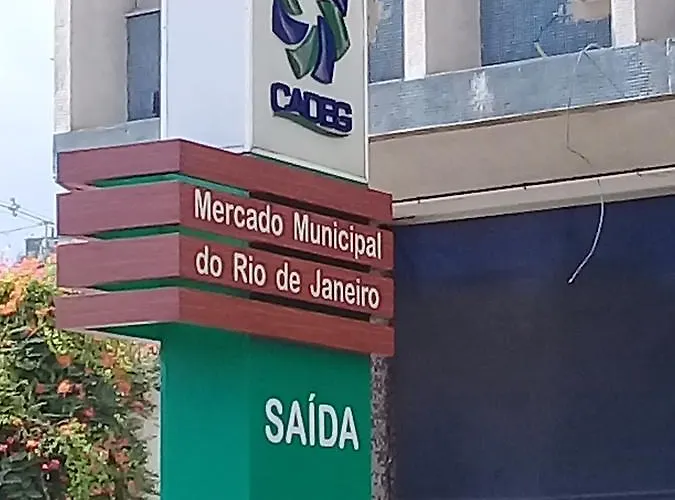 CADEG
Mercado Municipal
do Rio de Janeiro
SAÍDA